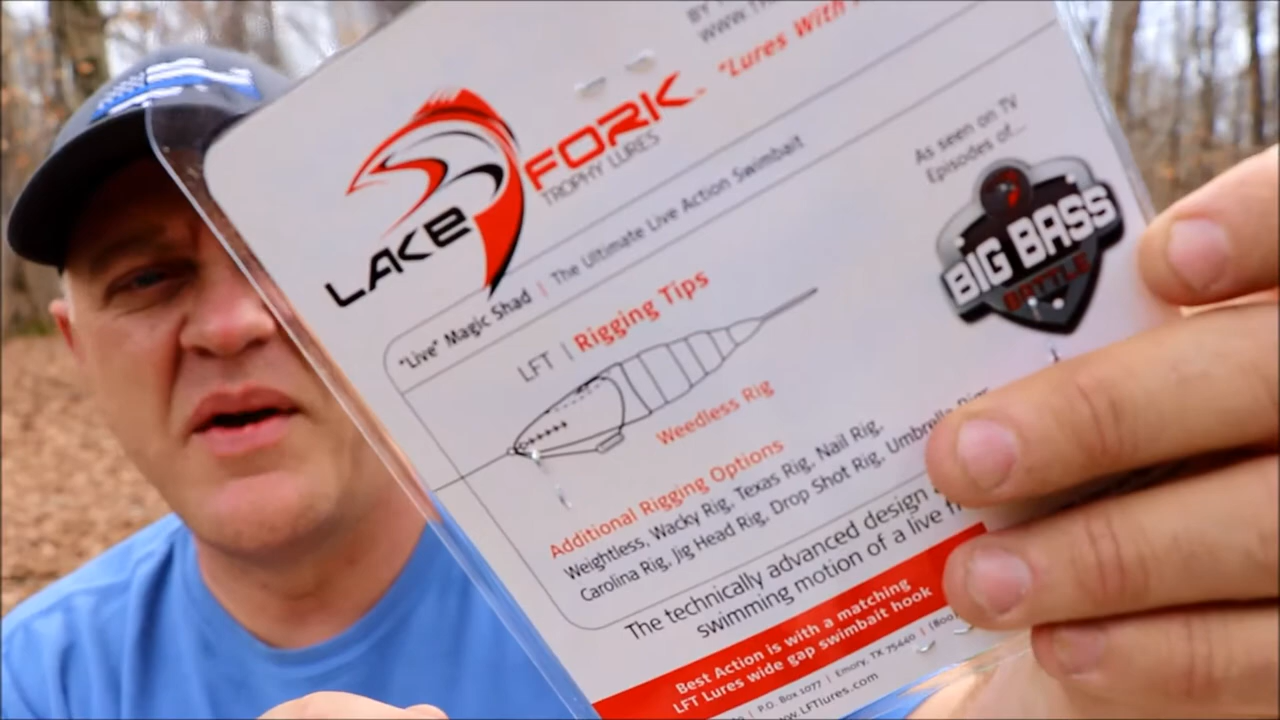 BY
"Lures With
LAKE FORK
TROPHY LURES
"Live" Magic Shad | The Ultimate Live Action Swimbait
As seen on TV
Episodes of...
BIG BASS
BATTLE
LFT | Rigging Tips
Weedless Rig
Additional Rigging Options
Weightless, Wacky Rig, Texas Rig, Nail Rig,
Carolina Rig, Jig Head Rig, Drop Shot Rig, Umbrella Rig
The technically advanced design
swimming motion of a live
Best Action is with a matching
LFT Lures wide gap swimbait hook
| P.O. Box 1077 | Emory, TX 75440 | (800)
www.LFTlures.com